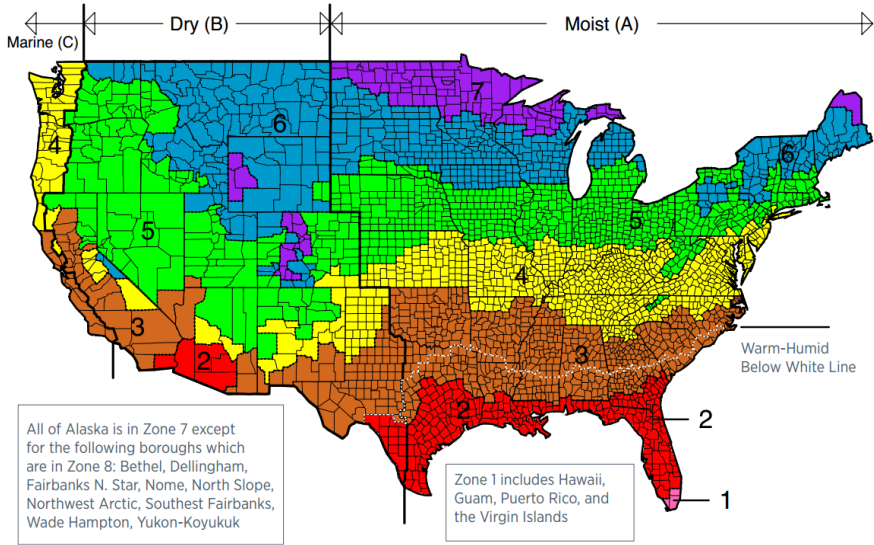 Marine (C)
Dry (B)
Moist (A)
7
6
6
4
5
5
4
3
3
3
2
2
Warm-Humid
Below White Line
2
1
All of Alaska is in Zone 7 except
for the following boroughs which
are in Zone 8: Bethel, Dellingham,
Fairbanks N. Star, Nome, North Slope,
Northwest Arctic, Southest Fairbanks,
Wade Hampton, Yukon-Koyukuk
Zone 1 includes Hawaii,
Guam, Puerto Rico, and
the Virgin Islands